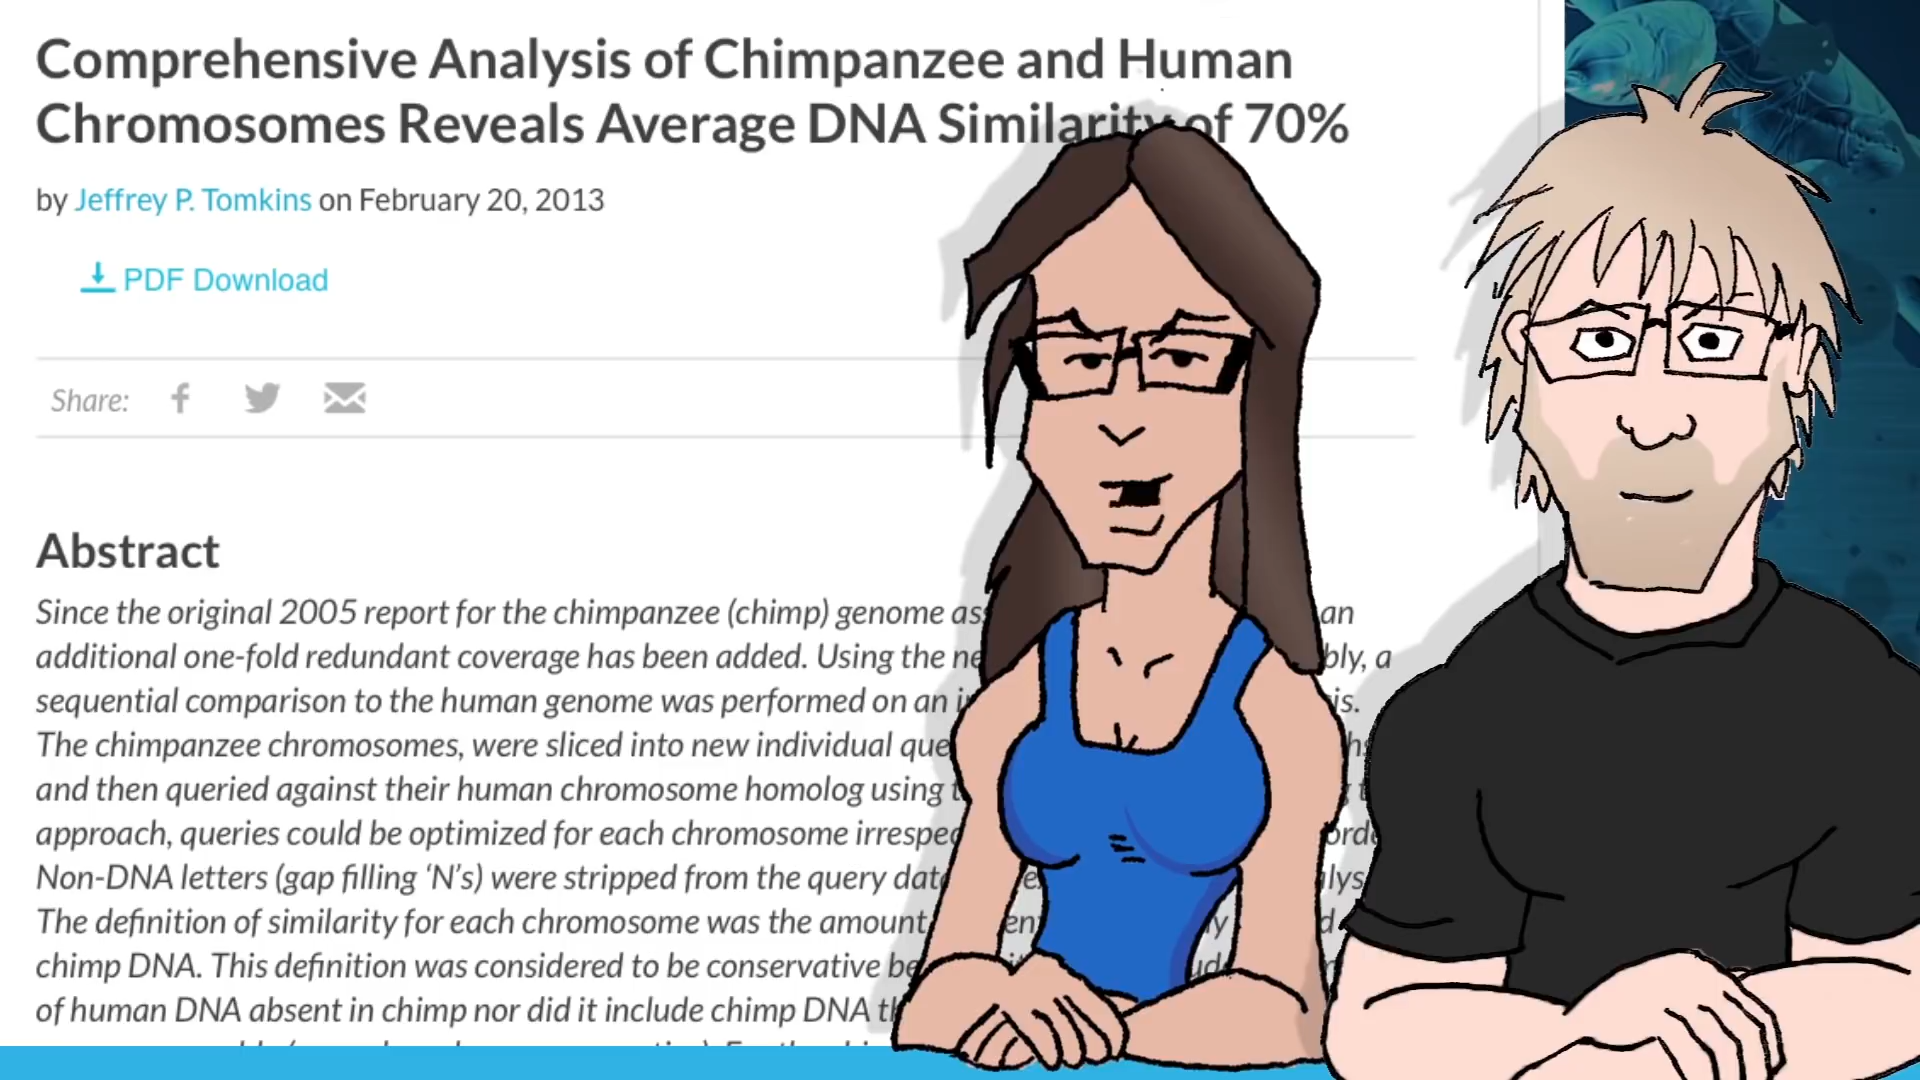 Comprehensive Analysis of Chimpanzee and Human
Chromosomes Reveals Average DNA Similarity of 70%
by Jeffrey P. Tomkins on February 20, 2013
PDF Download
Share:
Abstract
Since the original 2005 report for the chimpanzee (chimp) genome an
additional one-fold redundant coverage has been added. Using the a
sequential comparison to the human genome was performed on an
The chimpanzee chromosomes, were sliced into new individual
and then queried against their human chromosome homolog using
approach, queries could be optimized for each chromosome
Non-DNA letters (gap filling 'N's) were stripped from the query
The definition of similarity for each chromosome was the amount
chimp DNA. This definition was considered to be conservative
of human DNA absent in chimp nor did it include chimp DNA